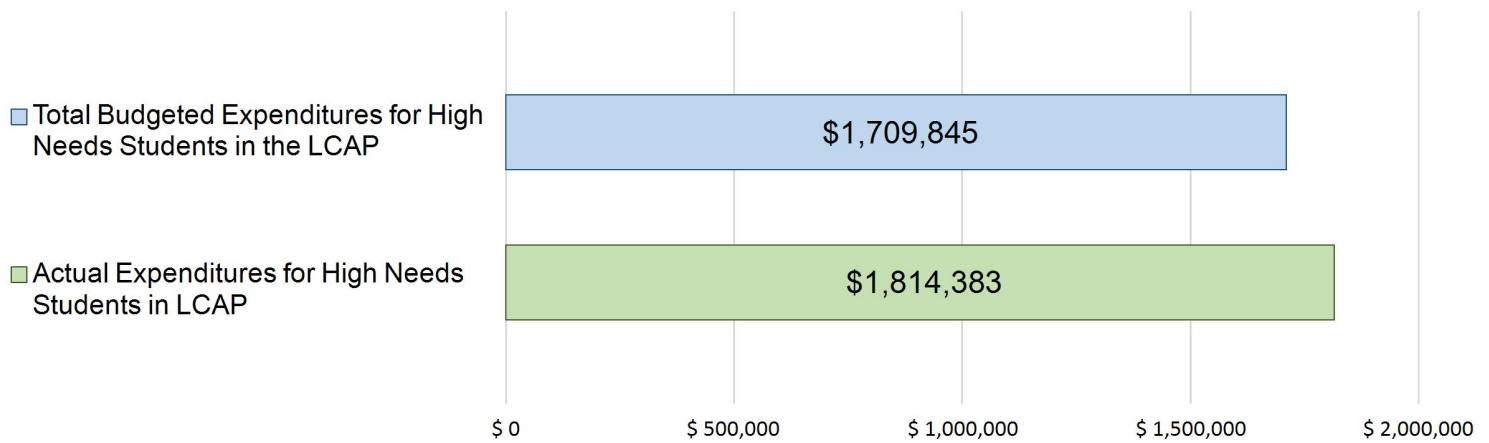 Total Budgeted Expenditures for High
Needs Students in the LCAP
$1,709,845
Actual Expenditures for High Needs
Students in LCAP
$1,814,383
$ 0
$ 500,000
$ 1,000,000
$ 1,500,000
$ 2,000,000